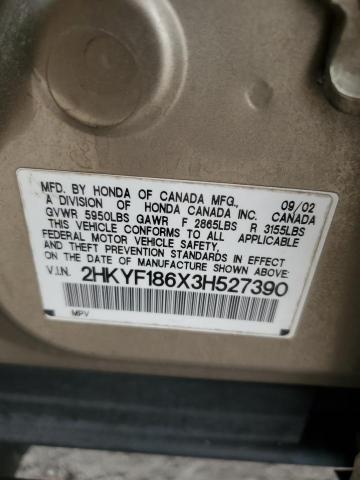 MFD. BY HONDA OF CANADA MFG., 09/02
A DIVISION OF HONDA CANADA INC. CANADA
GVWR 5950LBS GAWR F 2865LBS R 3155LBS
THIS VEHICLE CONFORMS TO ALL APPLICABLE
FEDERAL MOTOR VEHICLE SAFETY, BUMPER, AND THEFT PREVENTION STANDARDS IN EFFECT ON THE DATE OF MANUFACTURE SHOWN ABOVE.
V.I.N. 2HKYF186X3H527390
MPV